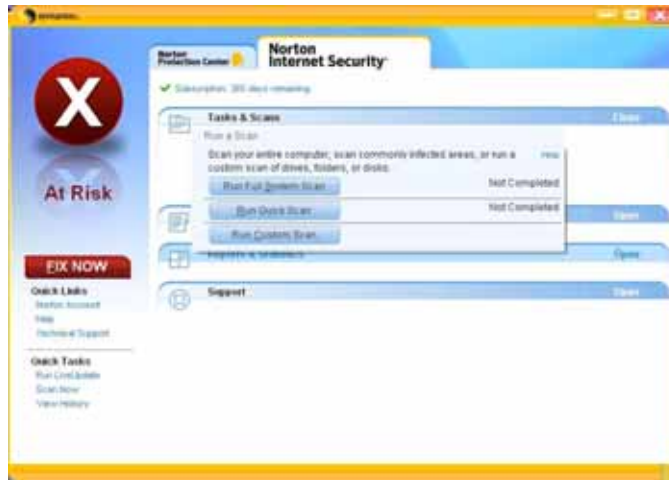 symantec.
Norton
Protection Center
Norton
Internet Security
Subscription: 365 days remaining
Tasks & Scans
Close
Run a Scan
Scan your entire computer, scan commonly infected areas, or run a
custom scan of drives, folders, or disks.
Help
Run Full System Scan
Not Completed
Run Quick Scan
Not Completed
Run Custom Scan
Open
Reports & Statistics
Open
Support
Open
At Risk
FIX NOW
Quick Links
Norton Account
Help
Technical Support
Quick Tasks
Run LiveUpdate
Scan Now
View History